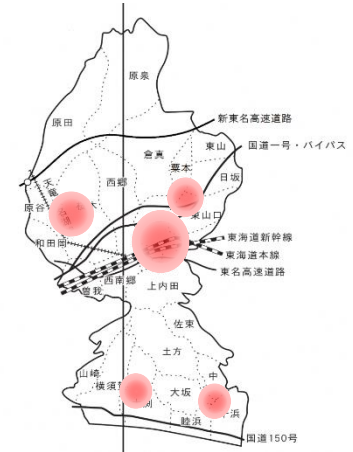 原泉
原田
新東名高速道路
倉真
東山
国道一号・バイパス
粟本
西郷
日坂
天竜
原谷
東山口
和田岡
東海道新幹線
東海道本線
西南郷
東名高速道路
曽我
上内田
佐束
土方
山崎
中
横須
大坂
浜
睦浜
国道150号